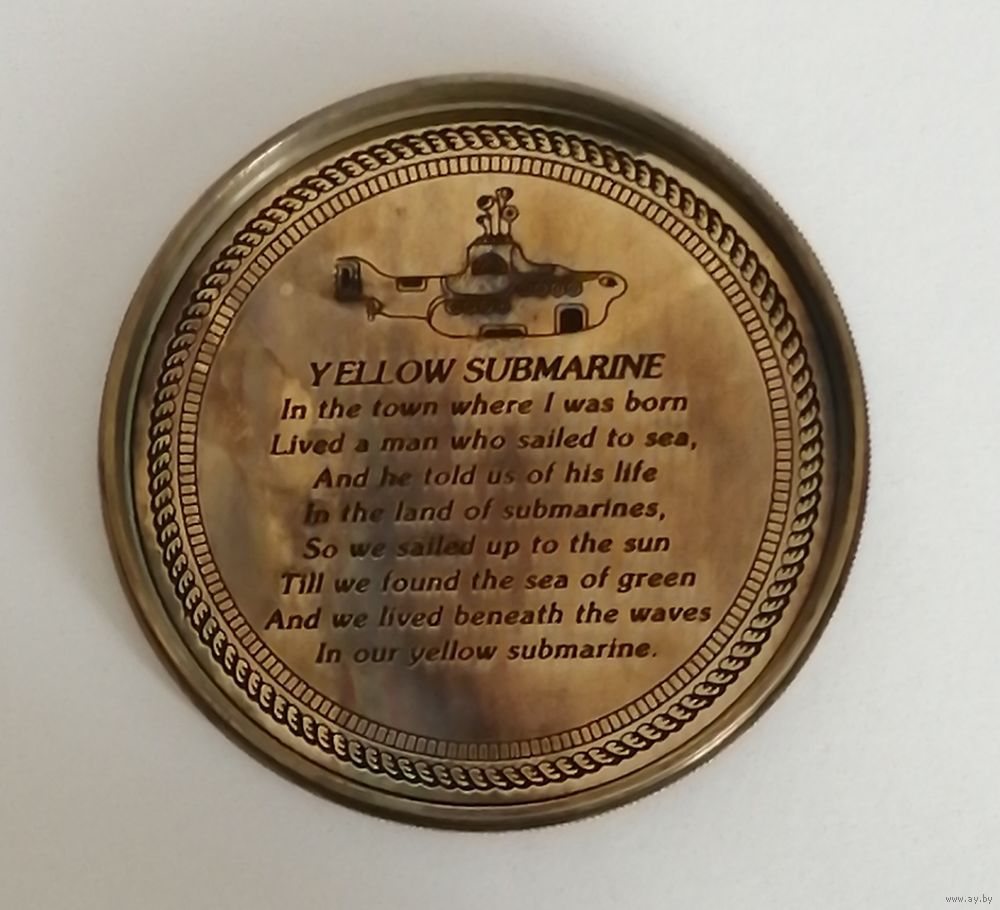 YELLOW SUBMARINE
In the town where I was born
Lived a man who sailed to sea,
And he told us of his life
In the land of submarines,
So we sailed up to the sun
Till we found the sea of green
And we lived beneath the waves
In our yellow submarine.
www.ay.by